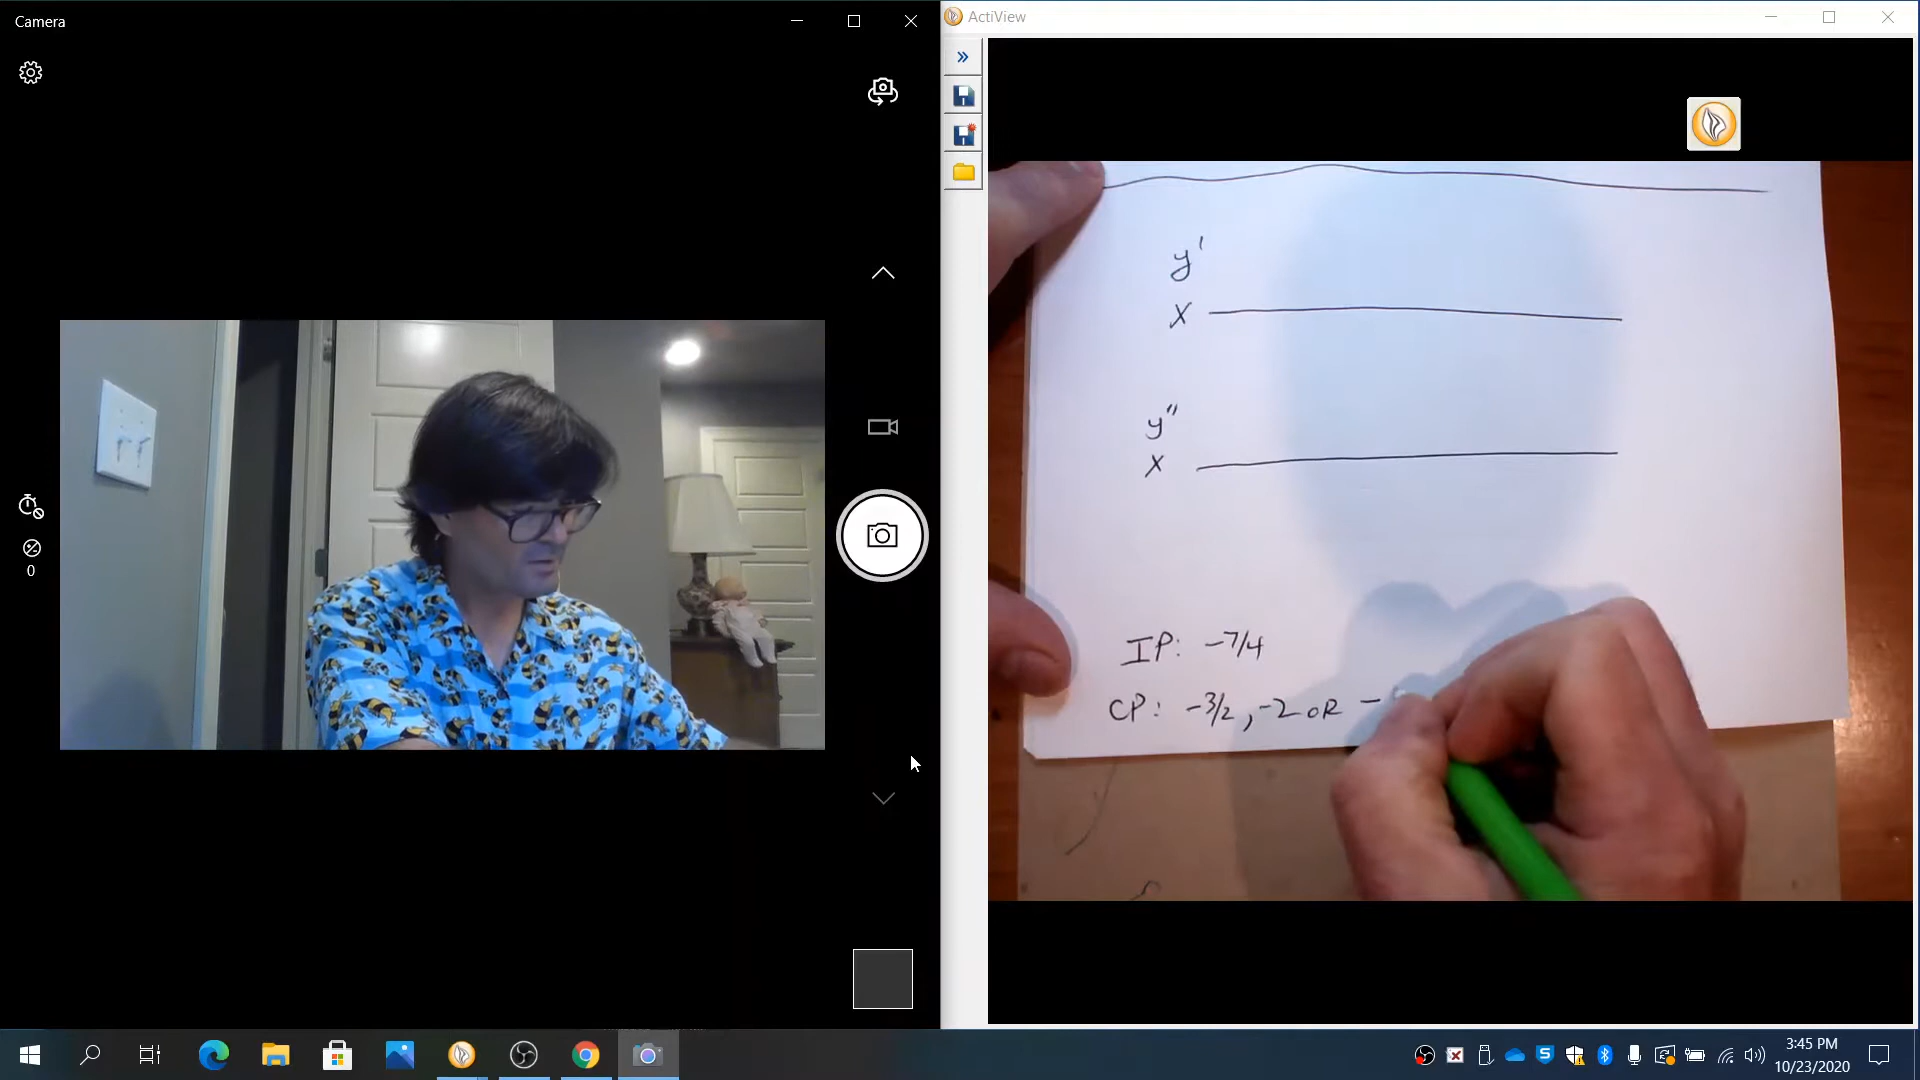 Camera
ActiView
»
y'
x
y"
x
0
IP: -7/4
CP: -3/2, -2 OR -
3:45 PM
10/23/2020